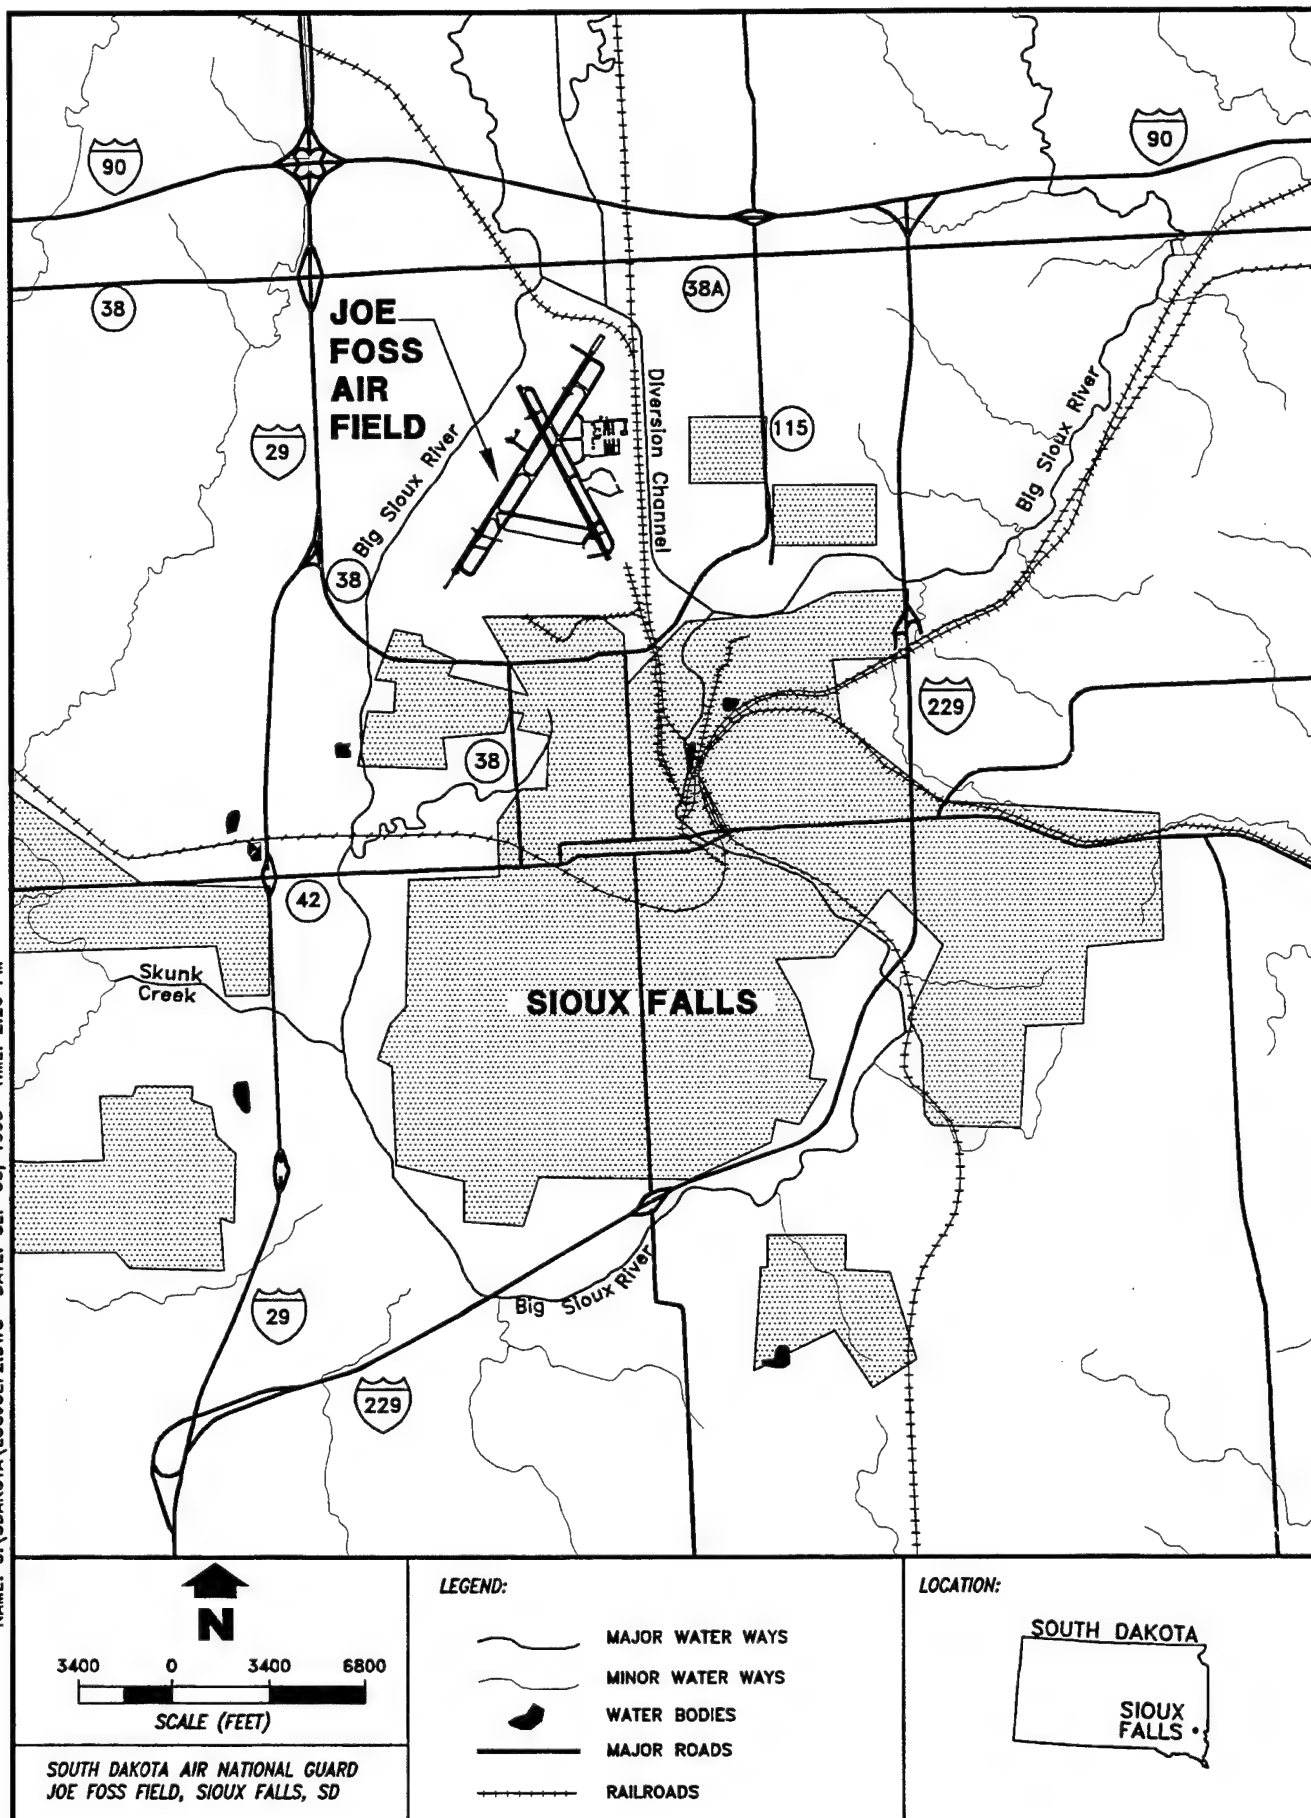 90
90
38
38A
JOE
FOSS
AIR
FIELD
29
Big Sioux River
Diversion Channel
115
Big Sioux River
38
229
38
42
Skunk
Creek
SIOUX FALLS
Big Sioux River
29
229
N
3400 0 3400 6800
SCALE (FEET)
SOUTH DAKOTA AIR NATIONAL GUARD
JOE FOSS FIELD, SIOUX FALLS, SD
LEGEND:
MAJOR WATER WAYS
MINOR WATER WAYS
WATER BODIES
MAJOR ROADS
RAILROADS
LOCATION:
SOUTH DAKOTA
SIOUX
FALLS